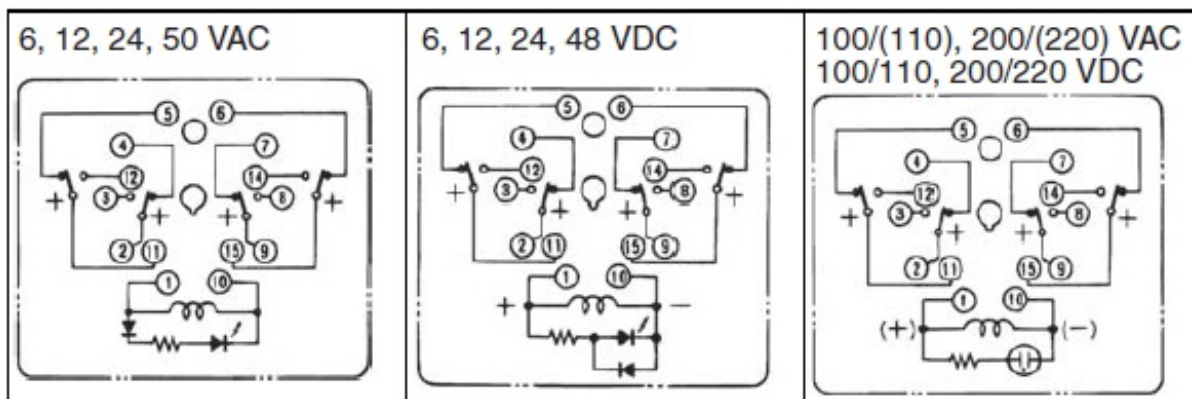 6, 12, 24, 50 VAC
5 6
4 7
12 14
3 8
+ + + +
2 11 15 9
1 10
6, 12, 24, 48 VDC
5 6
4 7
12 14
3 8
+ + + +
2 11 15 9
1 10
+ −
100/(110), 200/(220) VAC
100/110, 200/220 VDC
5 6
4 7
12 14
3 8
+ + + +
2 11 15 9
1 10
(+) (−)